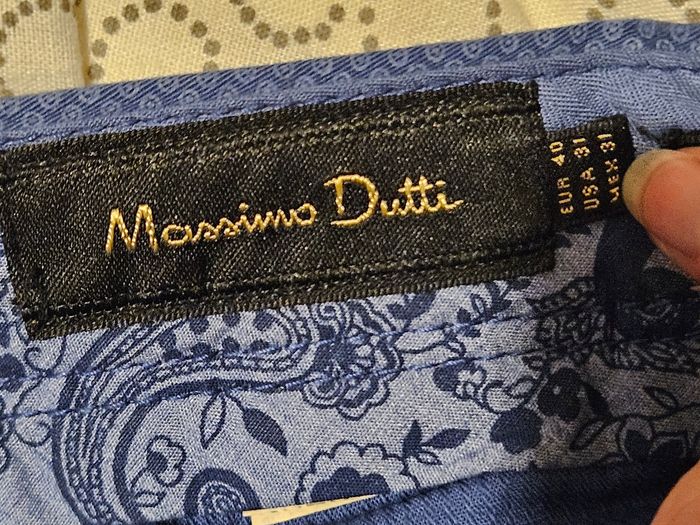 Massimo Dutti
EUR 40
USA 31
MEX 31